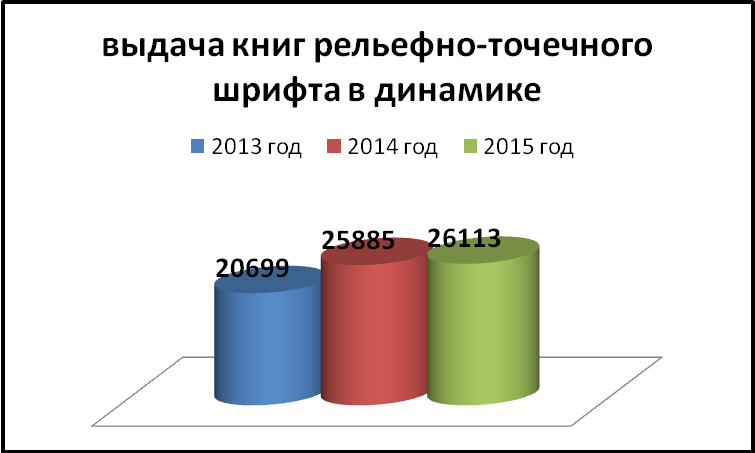 выдача книг рельефно-точечного
шрифта в динамике
2013 год 2014 год 2015 год
20699 25885 26113